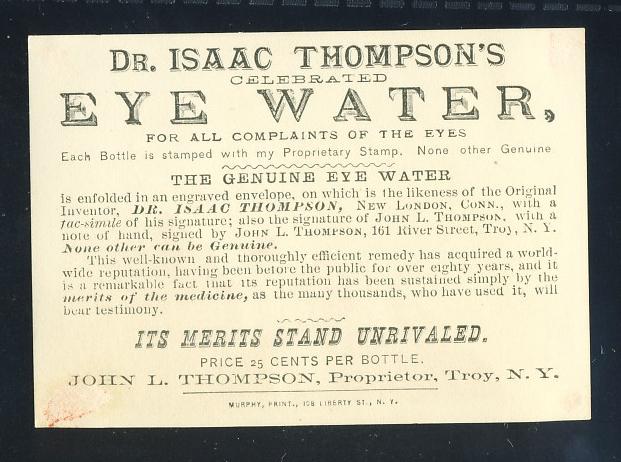 DR. ISAAC THOMPSON'S
CELEBRATED
EYE WATER,
FOR ALL COMPLAINTS OF THE EYES
Each Bottle is stamped with my Proprietary Stamp. None other Genuine
THE GENUINE EYE WATER
is enfolded in an engraved envelope, on which is the likeness of the Original
Inventor, DR. ISAAC THOMPSON, NEW LONDON, CONN., with a
fac-simile of his signature; also the signature of JOHN L. THOMPSON, with a
note of hand, signed by JOHN L. THOMPSON, 161 River Street, Troy, N. Y.
None other can be Genuine.
This well-known and thoroughly efficient remedy has acquired a world-
wide reputation, having been before the public for over eighty years, and it
is a remarkable fact that its reputation has been sustained simply by the
merits of the medicine, as the many thousands, who have used it, will
bear testimony.
ITS MERITS STAND UNRIVALED.
PRICE 25 CENTS PER BOTTLE.
JOHN L. THOMPSON, Proprietor, Troy, N. Y.
MURPHY, PRINT., 108 LIBERTY ST., N. Y.